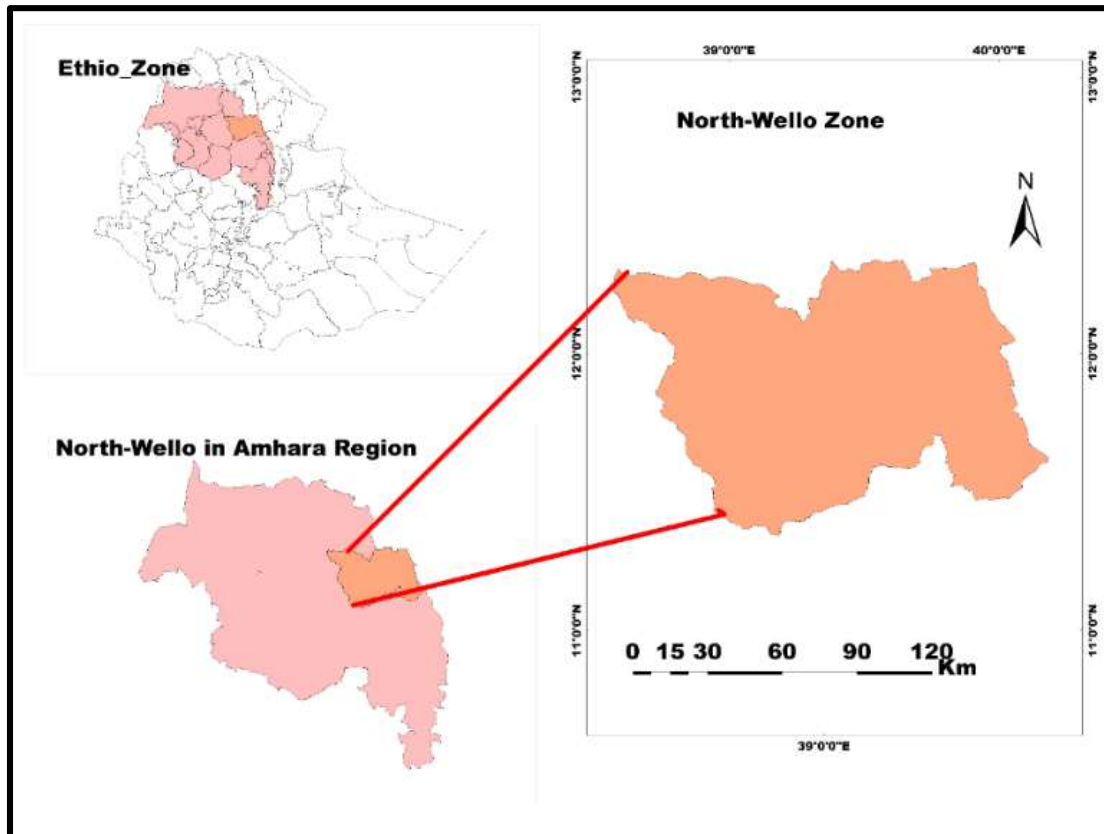 Ethio_Zone
North-Wello in Amhara Region
39°0'0"E 40°0'0"E
13°0'0"N 13°0'0"N
North-Wello Zone
N
12°0'0"N 12°0'0"N
11°0'0"N 11°0'0"N
0 15 30 60 90 120
Km
39°0'0"E